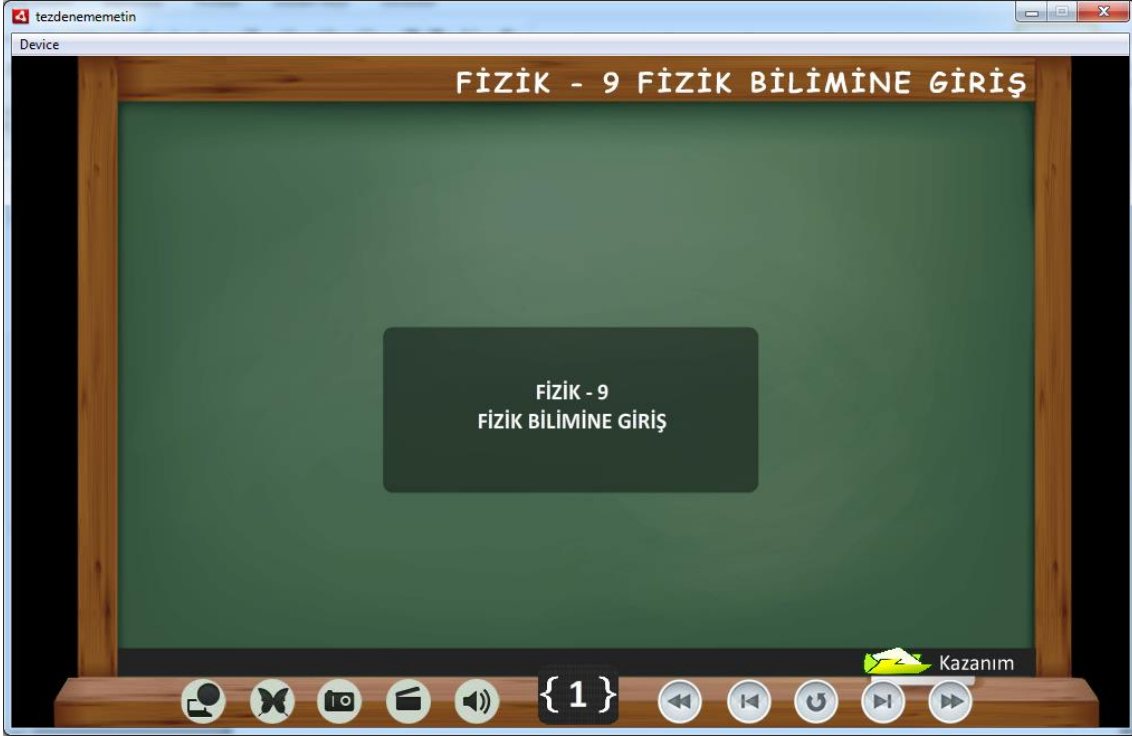 tezdenememetin
Device
FİZİK - 9 FİZİK BİLİMİNE GİRİŞ
FİZİK - 9
FİZİK BİLİMİNE GİRİŞ
Kazanım
{1}